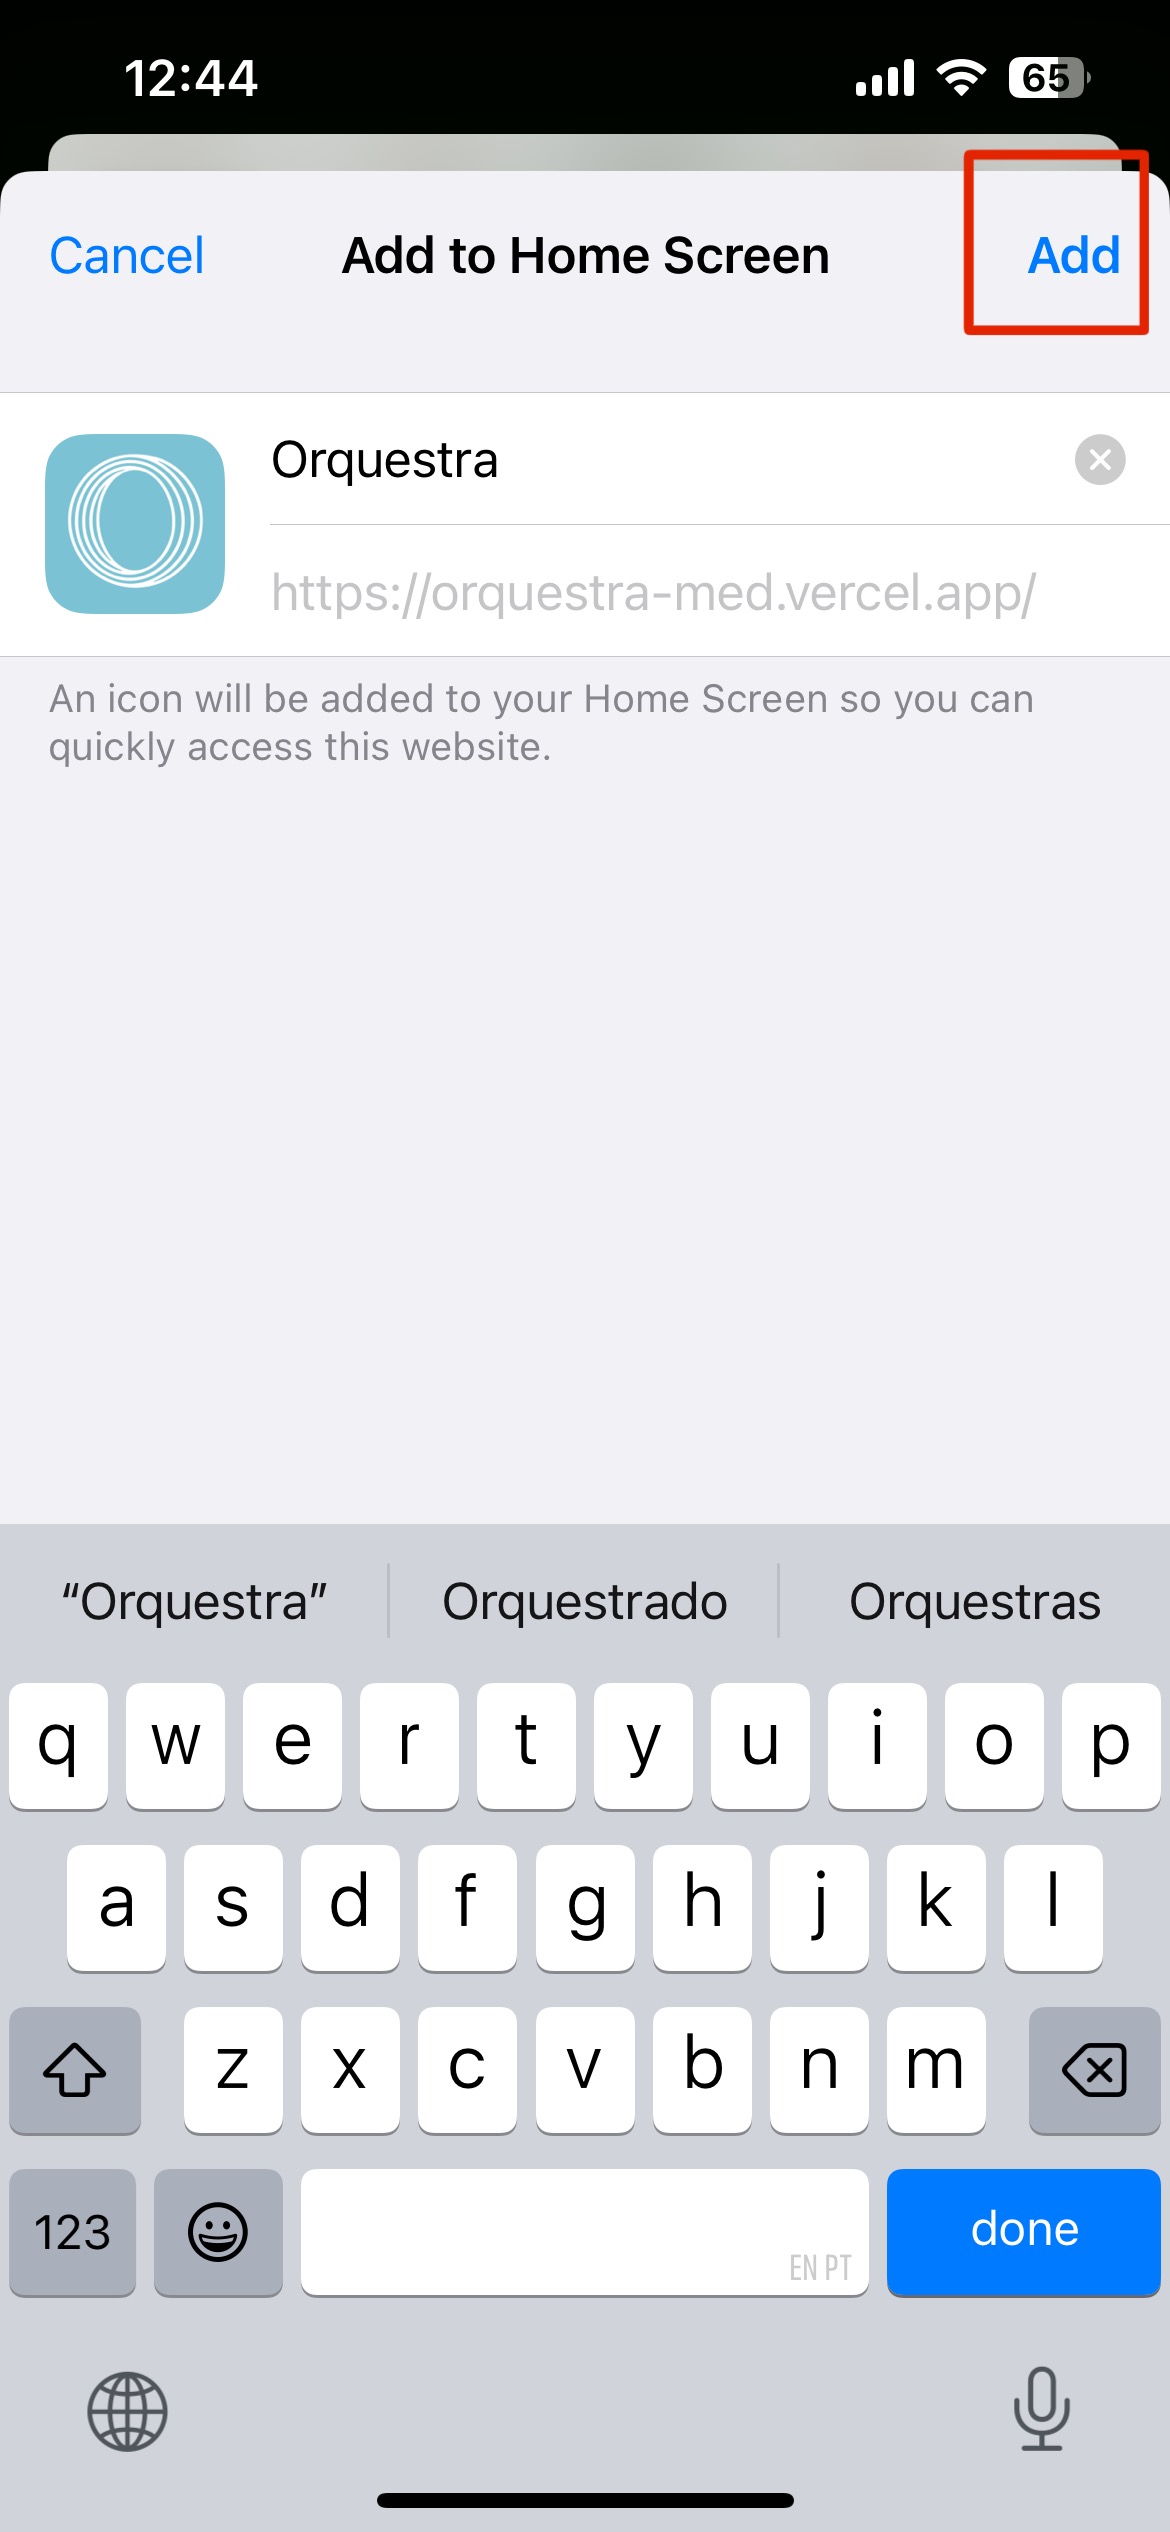 12:44
65
Cancel
Add to Home Screen
Add
Orquestra
https://orquestra-med.vercel.app/
An icon will be added to your Home Screen so you can
quickly access this website.
“Orquestra”
Orquestrado
Orquestras
q w e r t y u i o p
a s d f g h j k l
z x c v b n m
123
EN PT
done